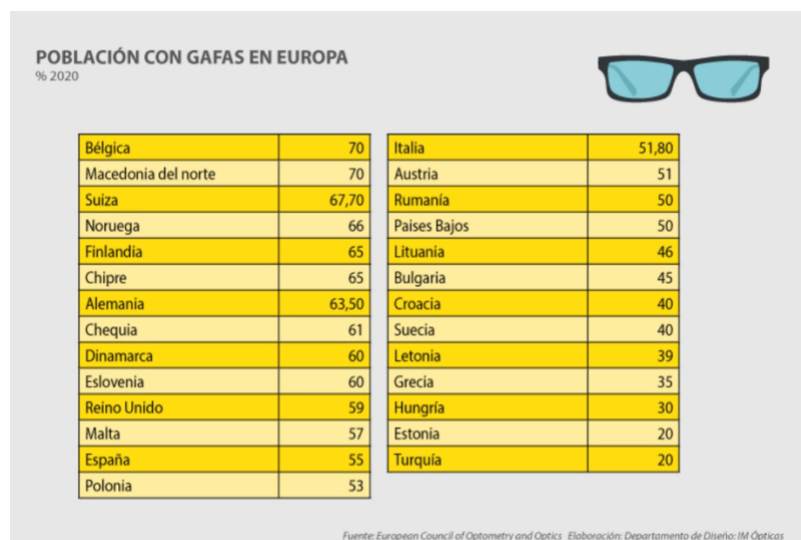 POBLACIÓN CON GAFAS EN EUROPA
% 2020
Bélgica 70
Macedonia del norte 70
Suiza 67,70
Noruega 66
Finlandia 65
Chipre 65
Alemania 63,50
Chequia 61
Dinamarca 60
Eslovenia 60
Reino Unido 59
Malta 57
España 55
Polonia 53
Italia 51,80
Austria 51
Rumanía 50
Paises Bajos 50
Lituania 46
Bulgaria 45
Croacia 40
Suecia 40
Letonia 39
Grecia 35
Hungría 30
Estonia 20
Turquía 20
Fuente: European Council of Optometry and Optics Elaboración: Departamento de Diseño: IM Ópticas